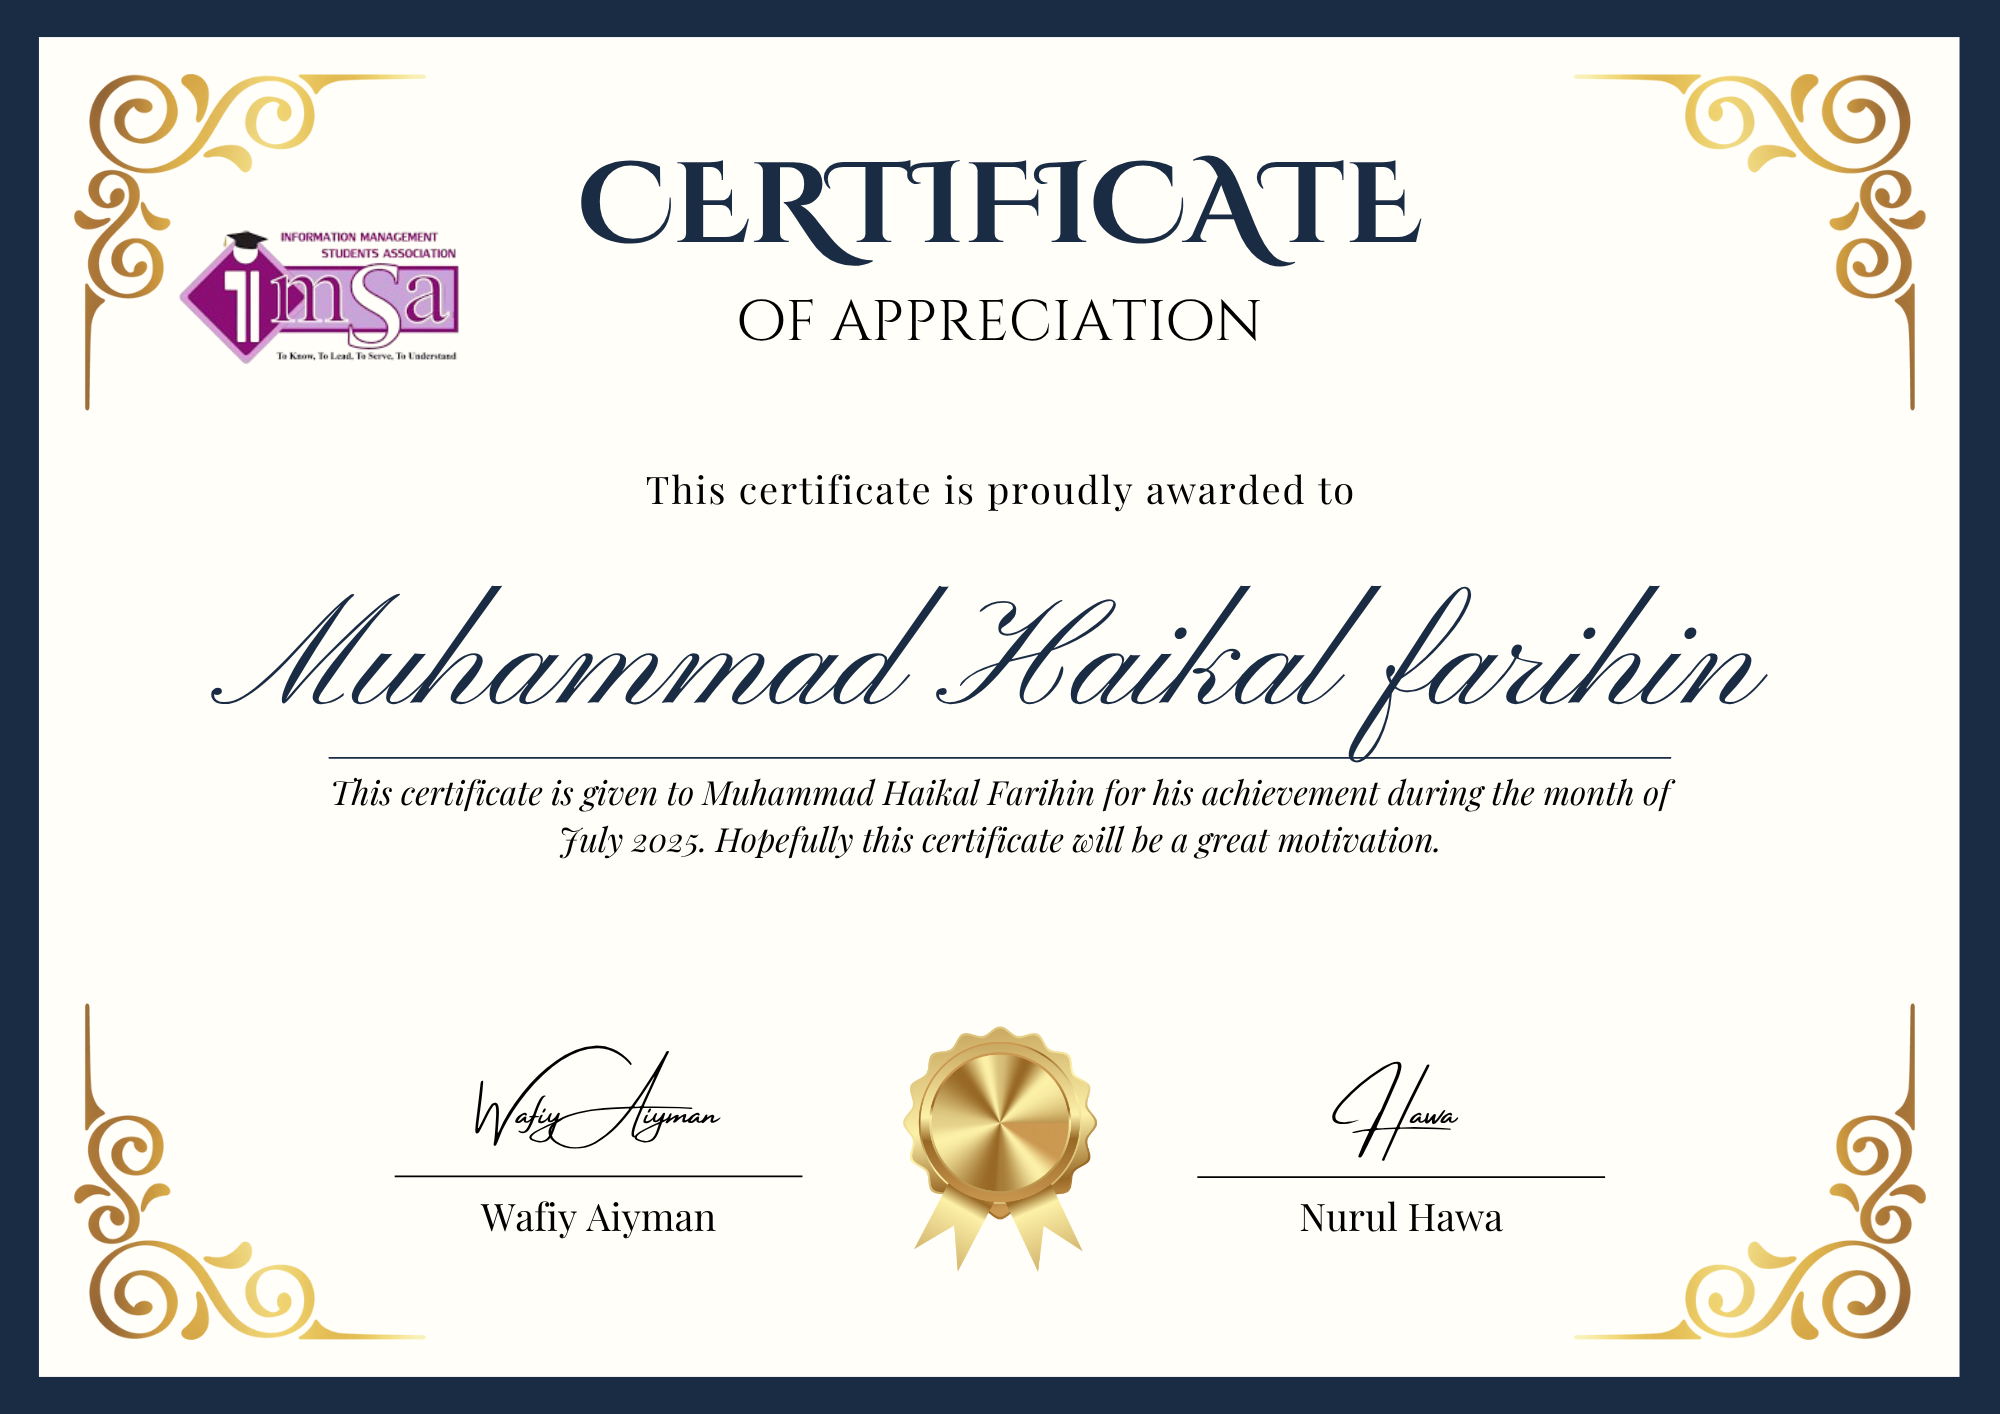 CERTIFICATE
OF APPRECIATION
INFORMATION MANAGEMENT
STUDENTS ASSOCIATION
imSa
To Know, To Lead, To Serve, To Understand
This certificate is proudly awarded to
Muhammad Haikal farihin
This certificate is given to Muhammad Haikal Farihin for his achievement during the month of
July 2025. Hopefully this certificate will be a great motivation.
Wafiy Aiyman
Wafiy Aiyman
Hawa
Nurul Hawa